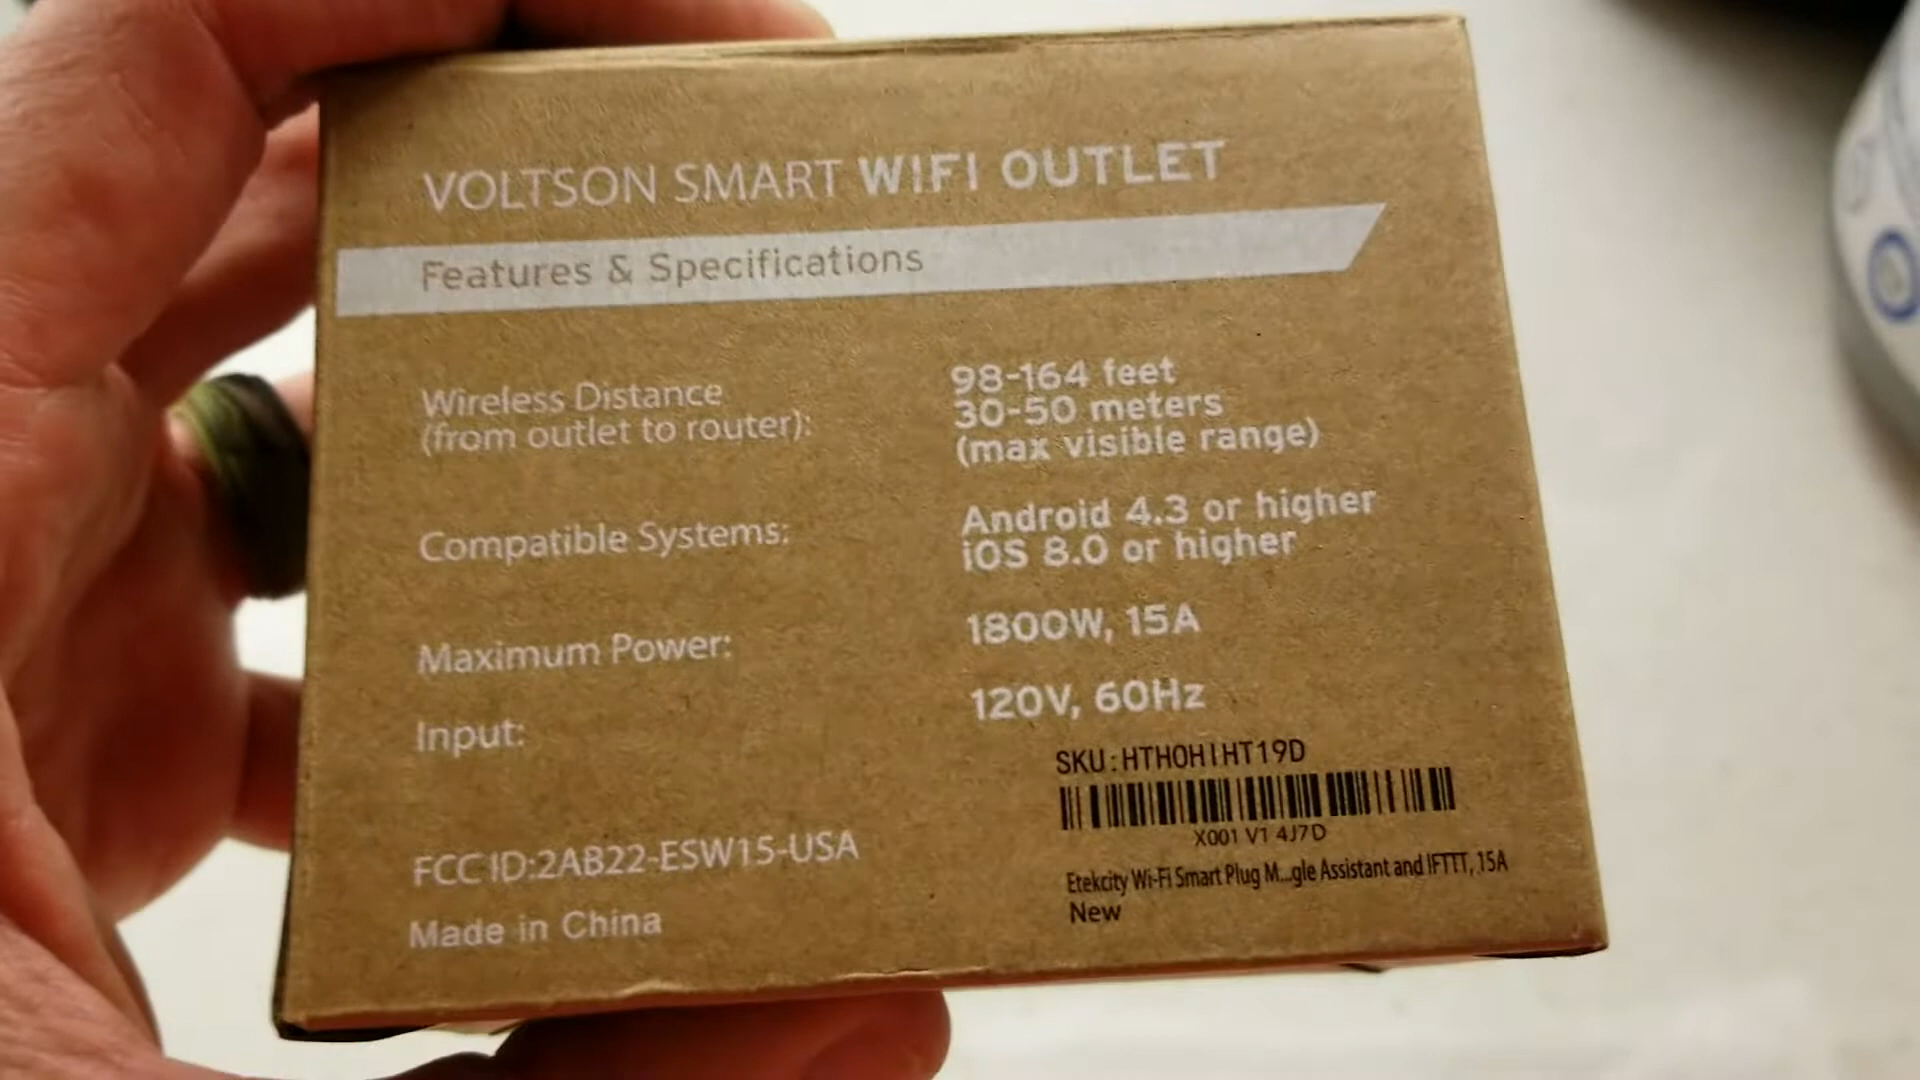 VOLTSON SMART WIFI OUTLET
Features & Specifications
Wireless Distance
(from outlet to router):
98-164 feet
30-50 meters
(max visible range)
Compatible Systems:
Android 4.3 or higher
iOS 8.0 or higher
Maximum Power:
1800W, 15A
Input:
120V, 60Hz
SKU:HTHOHIHT19D
X001 V1 4J7D
Etekcity Wi-Fi Smart Plug M...gle Assistant and IFTTT, 15A
New
FCC ID:2AB22-ESW15-USA
Made in China